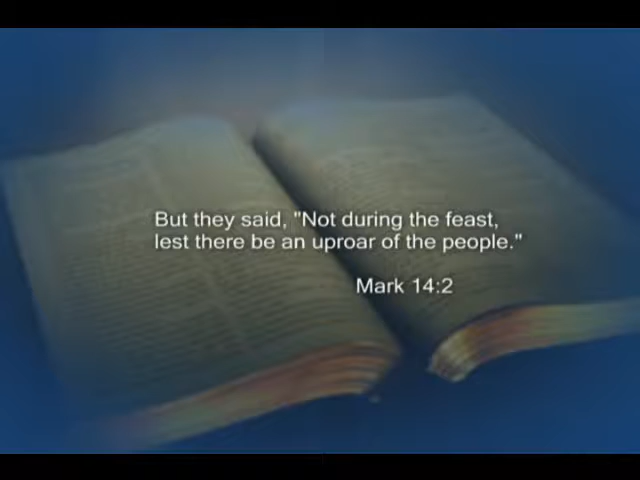 But they said, "Not during the feast,
lest there be an uproar of the people."
Mark 14:2